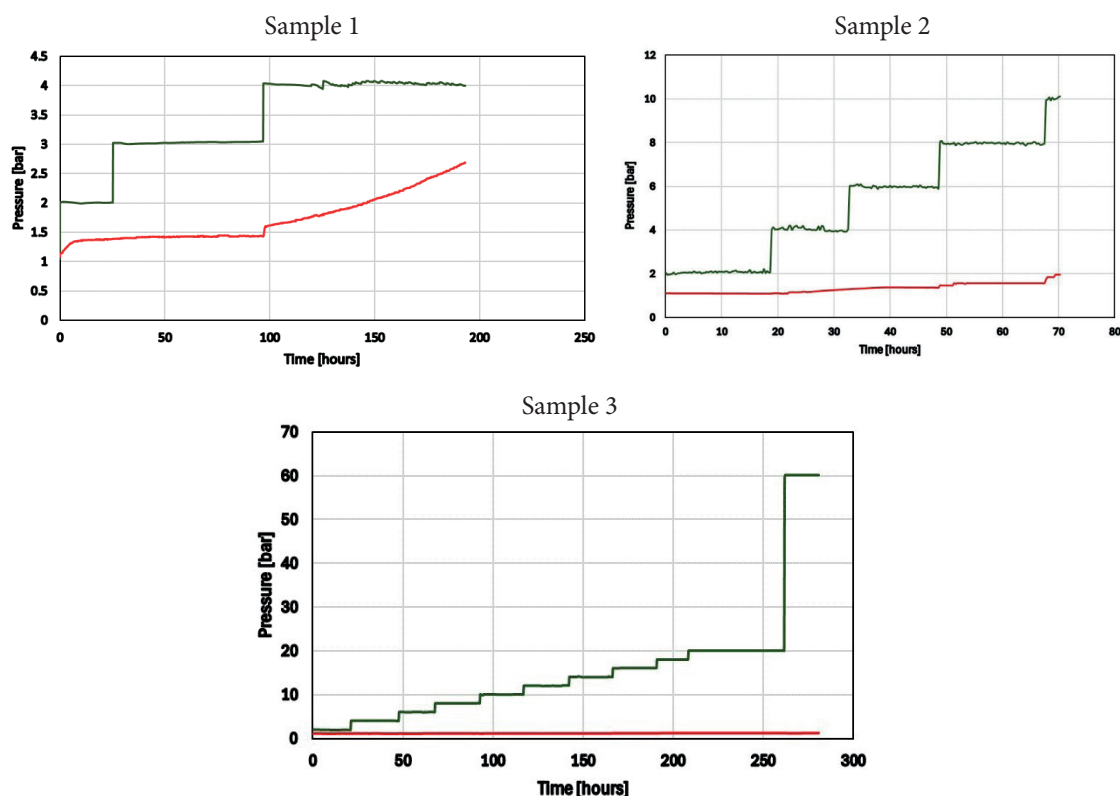 Sample 1
4.5
4
3.5
3
2.5
2
1.5
1
0.5
0
Pressure [bar]
0 50 100 150 200 250
Time [hours]
Sample 2
12
10
8
6
4
2
0
Pressure [bar]
0 10 20 30 40 50 60 70 80
Time [hours]
Sample 3
70
60
50
40
30
20
10
0
Pressure [bar]
0 50 100 150 200 250 300
Time [hours]